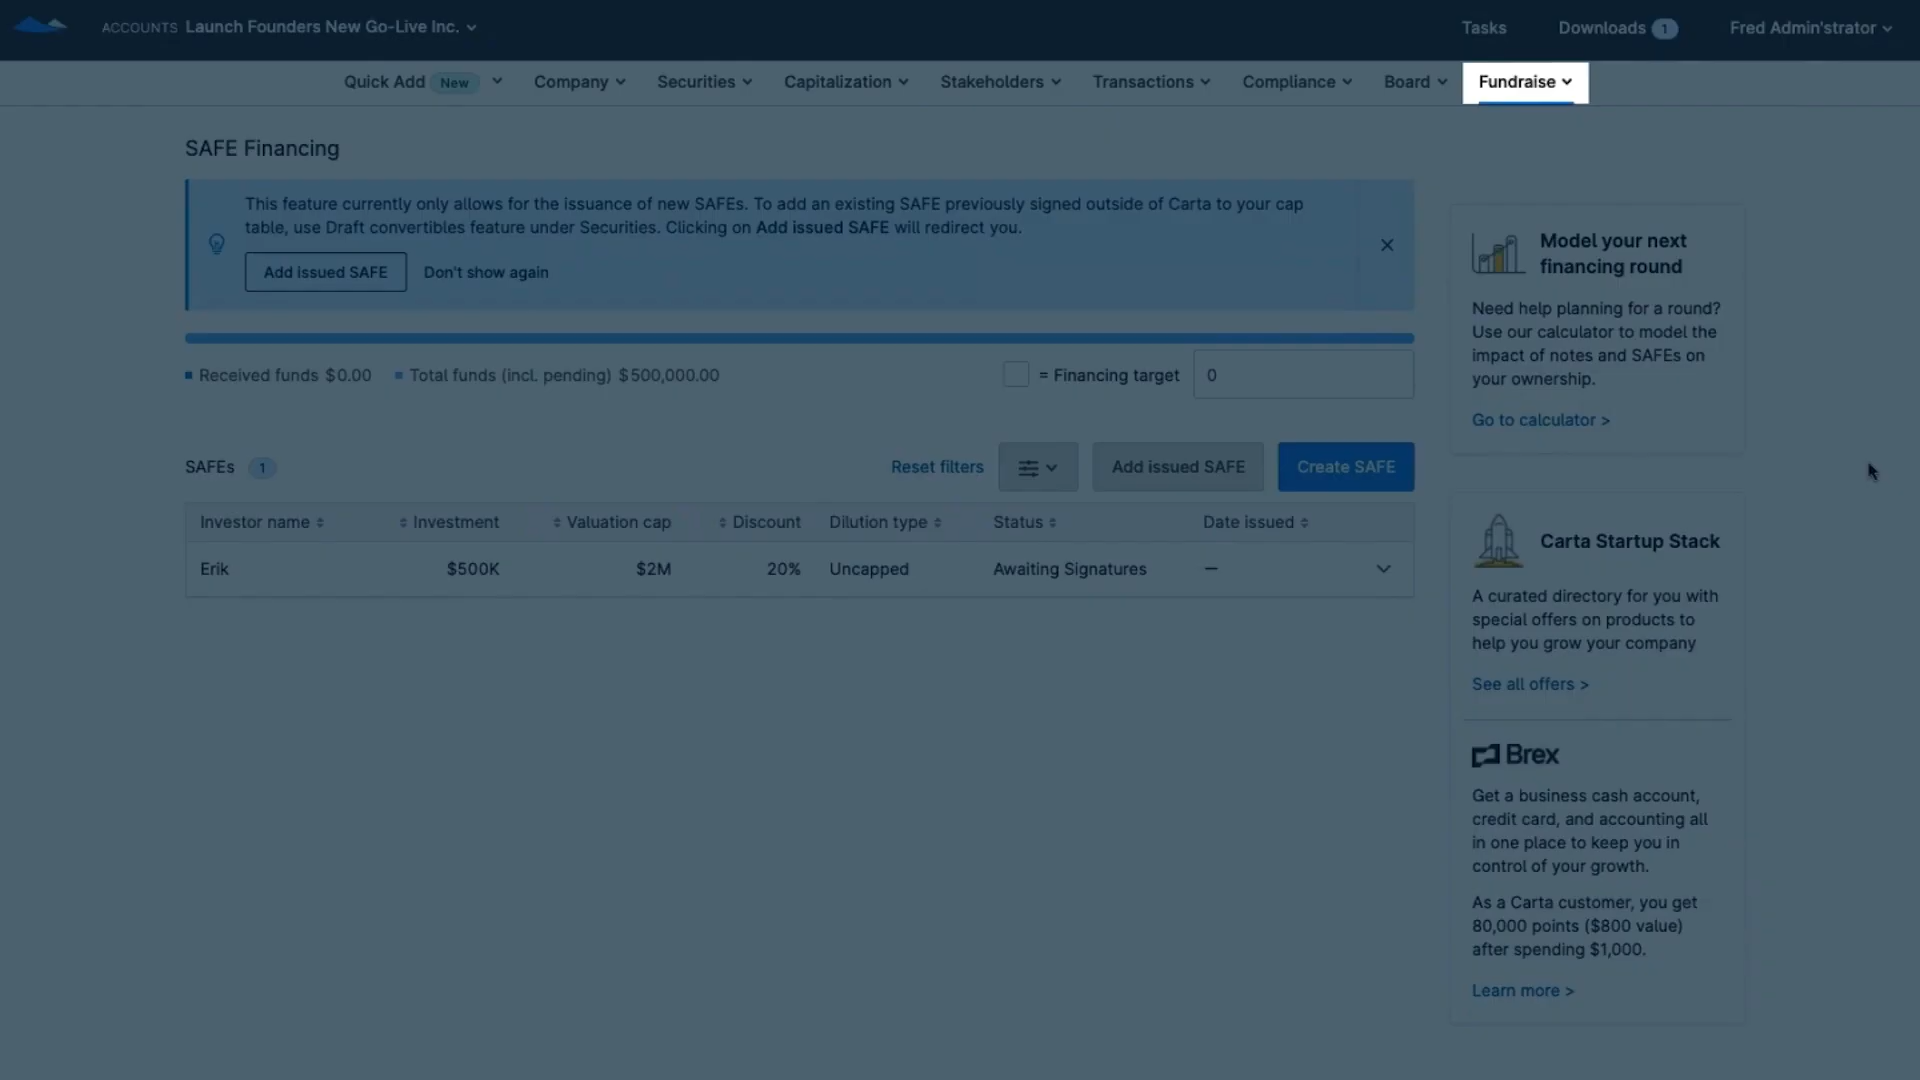 ACCOUNTS Launch Founders New Go-Live Inc.
Tasks Downloads 1 Fred Admin'strator
Quick Add New Company Securities Capitalization Stakeholders Transactions Compliance Board Fundraise
SAFE Financing
This feature currently only allows for the issuance of new SAFEs. To add an existing SAFE previously signed outside of Carta to your cap
table, use Draft convertibles feature under Securities. Clicking on Add issued SAFE will redirect you.
Add issued SAFE Don't show again
Received funds $0.00 Total funds (incl. pending) $500,000.00 = Financing target 0
SAFEs 1 Reset filters Add issued SAFE Create SAFE
Investor name Investment Valuation cap Discount Dilution type Status Date issued
Erik $500K $2M 20% Uncapped Awaiting Signatures —
Model your next
financing round
Need help planning for a round?
Use our calculator to model the
impact of notes and SAFEs on
your ownership.
Go to calculator >
Carta Startup Stack
A curated directory for you with
special offers on products to
help you grow your company
See all offers >
Brex
Get a business cash account,
credit card, and accounting all
in one place to keep you in
control of your growth.
As a Carta customer, you get
80,000 points ($800 value)
after spending $1,000.
Learn more >